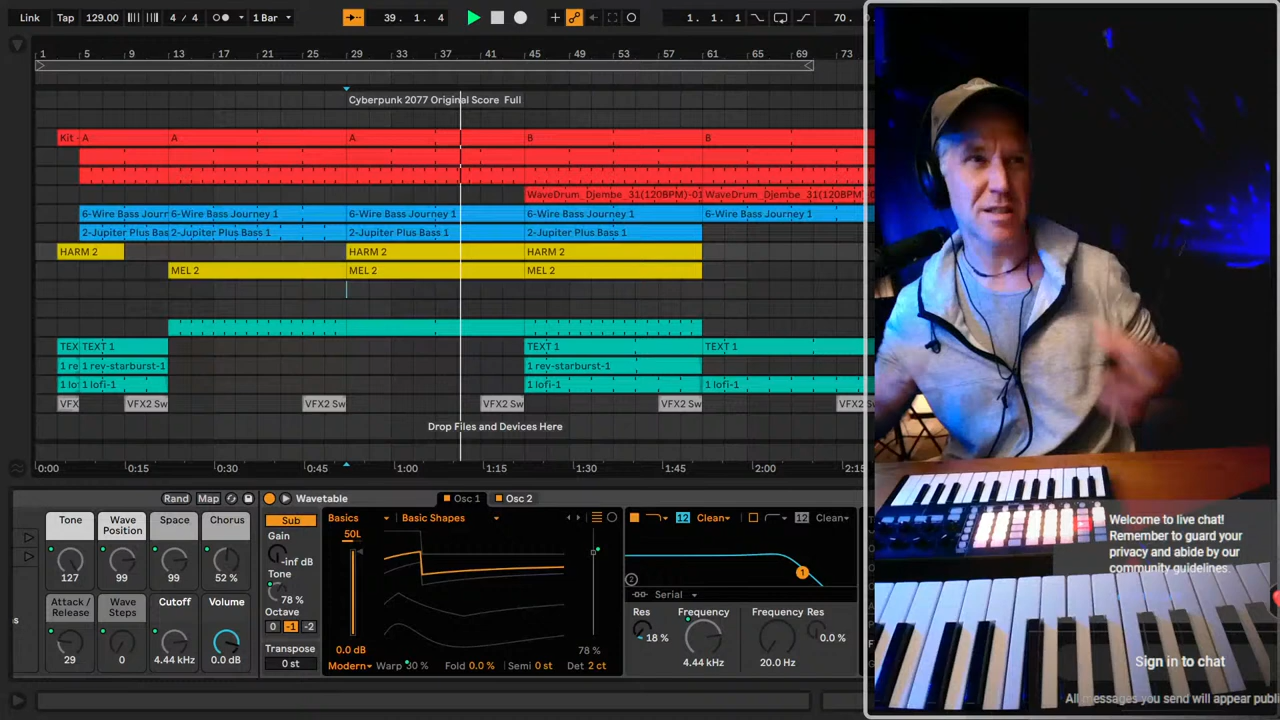 Link Tap 129.00 4 / 4 1 Bar 39. 1. 4 1. 1. 1 70.
1 5 9 13 17 21 25 29 33 37 41 45 49 53 57 61 65 69 73
Cyberpunk 2077 Original Score Full
Kit - A A A B B
WaveDrum_Djembe_31(120BPM)-01 WaveDrum_Djembe_31(120BPM)-0
6-Wire Bass Journ 6-Wire Bass Journey 1 6-Wire Bass Journey 1 6-Wire Bass Journey 1 6-Wire Bass Journey 1
2-Jupiter Plus Bas 2-Jupiter Plus Bass 1 2-Jupiter Plus Bass 1 2-Jupiter Plus Bass 1
HARM 2 HARM 2 HARM 2
MEL 2 MEL 2 MEL 2
TEX TEXT 1 TEXT 1 TEXT 1
1 re 1 rev-starburst-1 1 rev-starburst-1
1 lo 1 lofi-1 1 lofi-1 1 lofi-1
VFX VFX2 Sw VFX2 Sw VFX2 Sw VFX2 Sw VFX2 Sw
Drop Files and Devices Here
0:00 0:15 0:30 0:45 1:00 1:15 1:30 1:45 2:00 2:15
Rand Map Wavetable Osc 1 Osc 2
Tone Wave Position Space Chorus
127 99 99 52 %
Attack / Release Wave Steps Cutoff Volume
29 0 4.44 kHz 0.0 dB
Sub
Gain
-inf dB
Tone
78 %
Octave
0 -1 -2
Transpose
0 st
Basics Basic Shapes
50L
0.0 dB 78 %
Modern Warp 30 % Fold 0.0 % Semi 0 st Det 2 ct
12 Clean 12 Clean
1
2
Serial
Res Frequency Frequency Res
18 % 4.44 kHz 20.0 Hz 0.0 %
Welcome to live chat!
Remember to guard your
privacy and abide by our
community guidelines.
Sign in to chat
All messages you send will appear publi